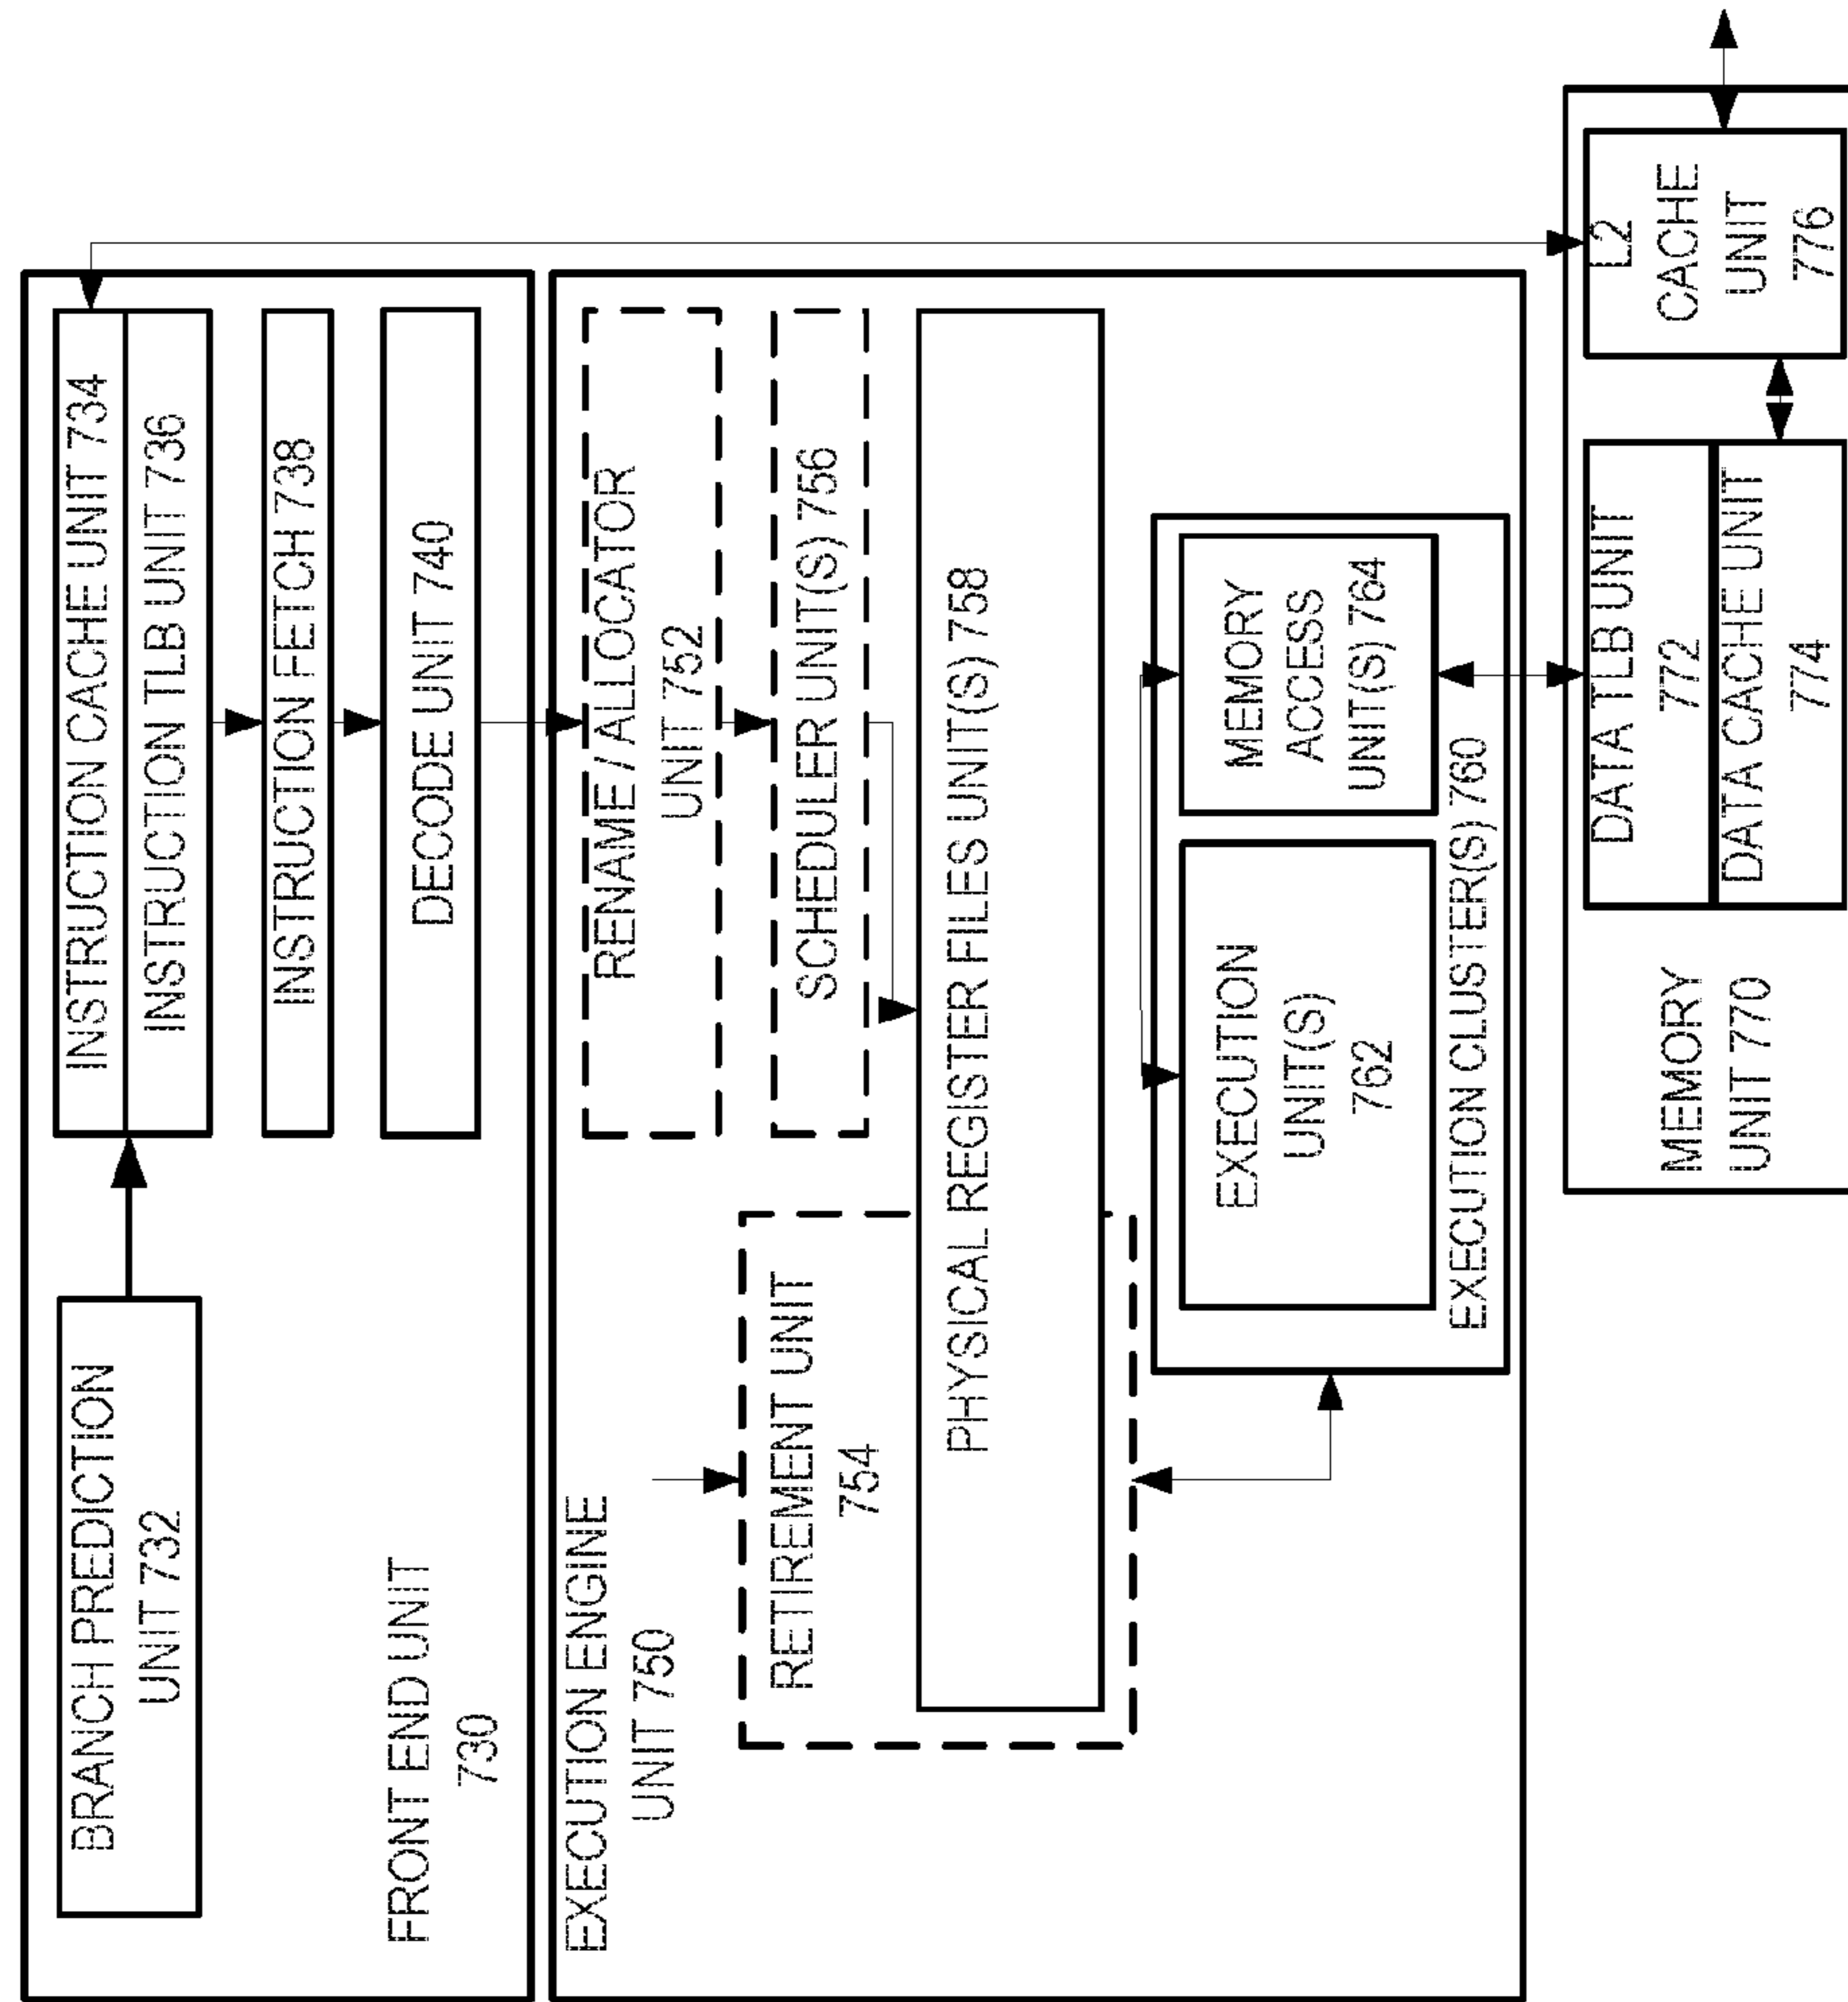 BRANCH PREDICTION
UNIT 732
INSTRUCTION CACHE UNIT 734
INSTRUCTION TLB UNIT 736
INSTRUCTION FETCH 738
DECODE UNIT 740
FRONT END UNIT
730
EXECUTION ENGINE
UNIT 750
RENAME / ALLOCATOR
UNIT 752
RETIREMENT UNIT
754
SCHEDULER UNIT(S) 756
PHYSICAL REGISTER FILES UNIT(S) 758
EXECUTION
UNIT(S)
762
MEMORY
ACCESS
UNIT(S) 764
EXECUTION CLUSTER(S) 760
MEMORY
UNIT 770
DATA TLB UNIT
772
DATA CACHE UNIT
774
L2
CACHE
UNIT
776